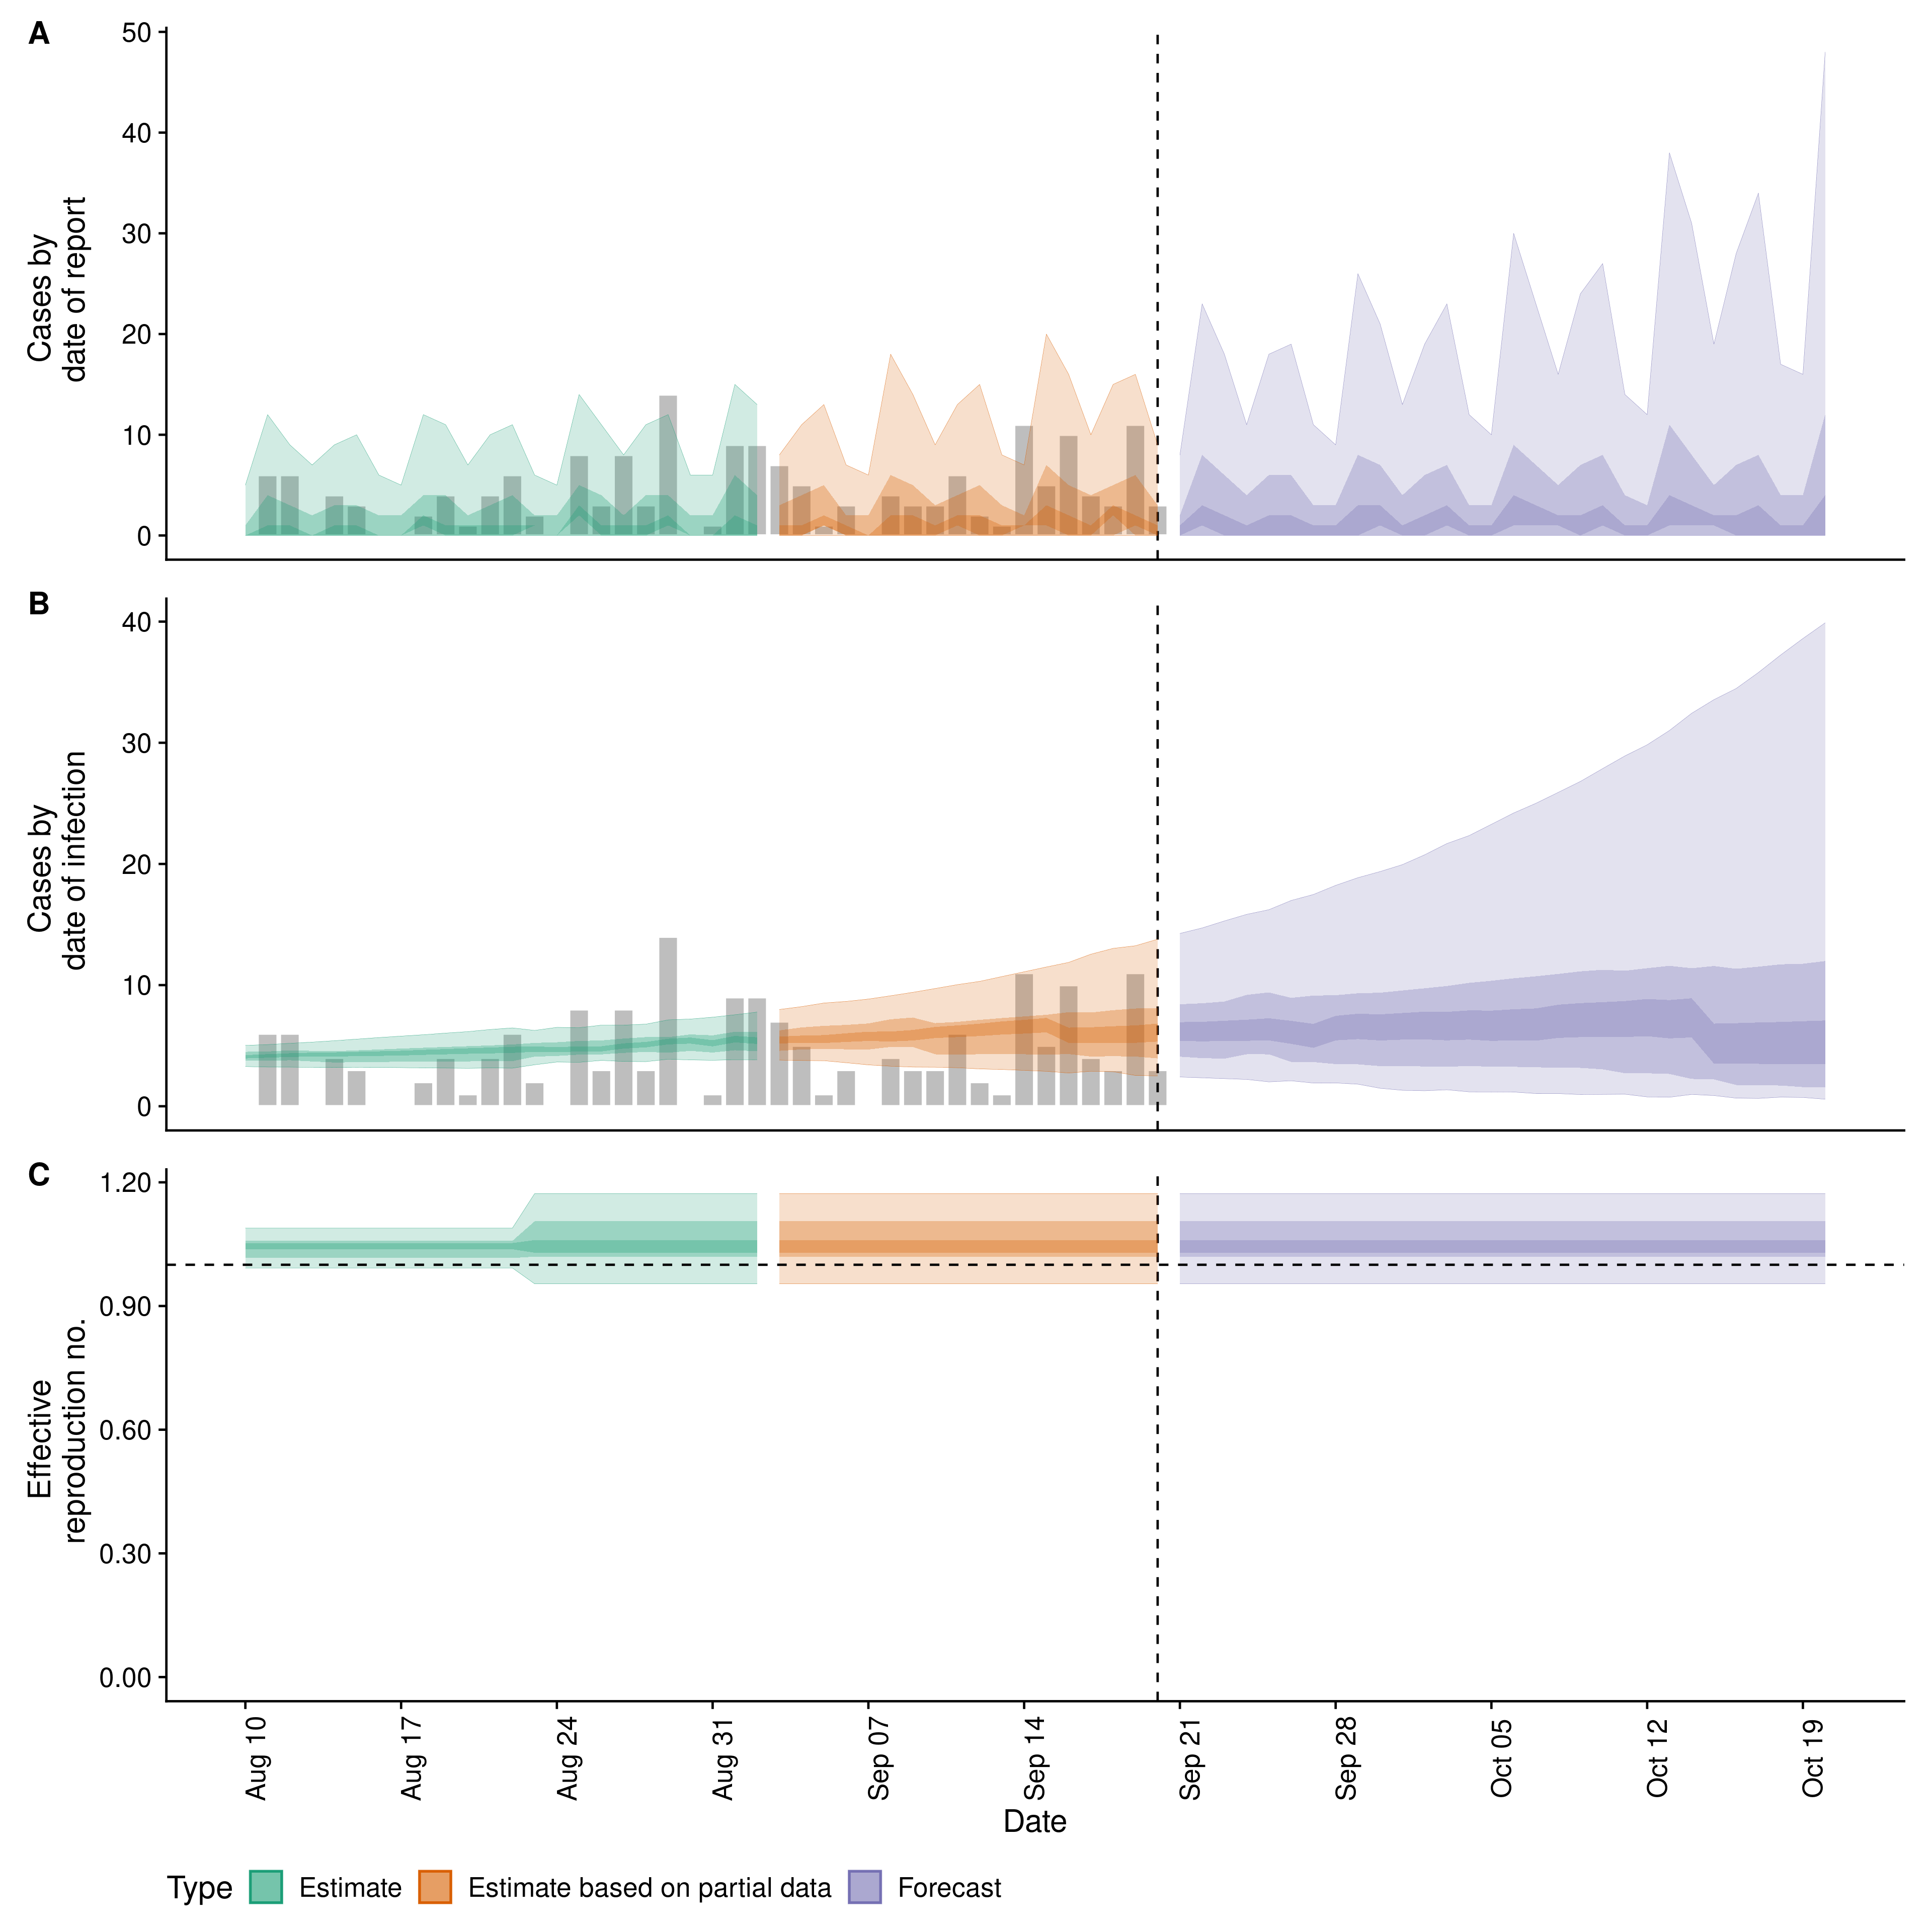 A
50
40
30
20
10
0
Cases by
date of report
B
40
30
20
10
0
Cases by
date of infection
C
1.20
0.90
0.60
0.30
0.00
Effective
reproduction no.
Aug 10
Aug 17
Aug 24
Aug 31
Sep 07
Sep 14
Sep 21
Sep 28
Oct 05
Oct 12
Oct 19
Date
Type Estimate Estimate based on partial data Forecast